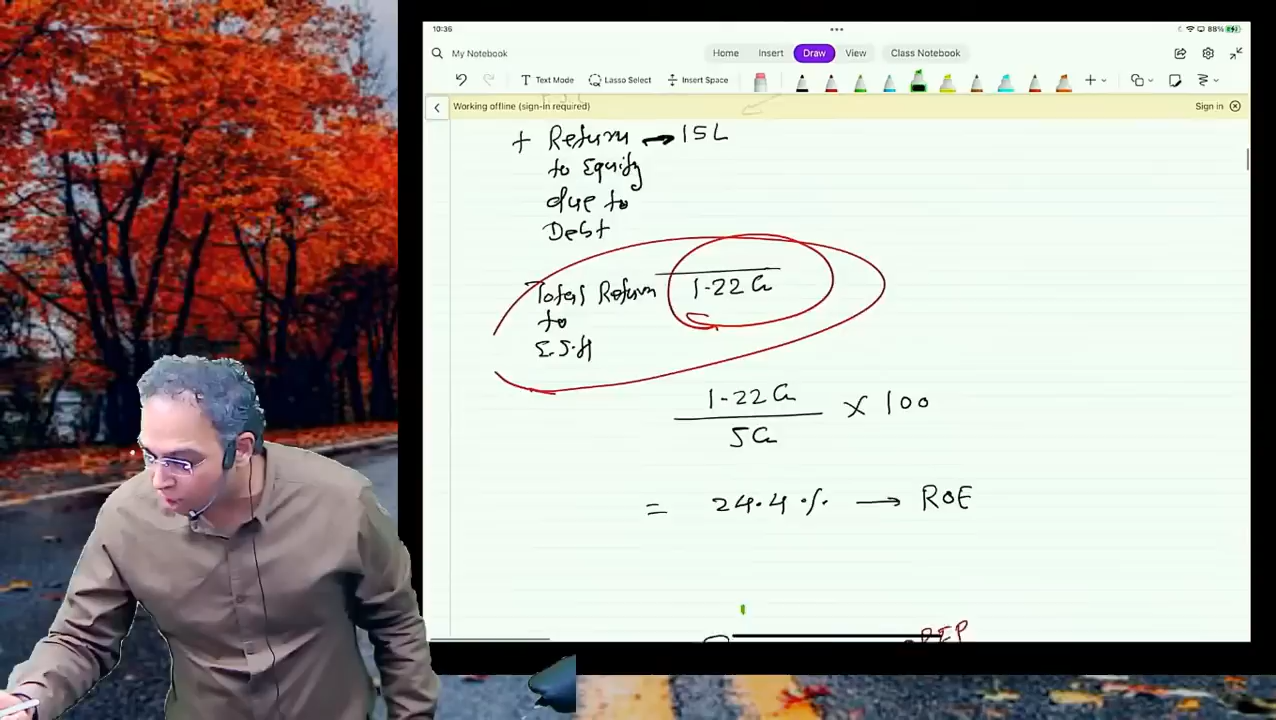 10:36
88%
My Notebook
Home
Insert
Draw
View
Class Notebook
Text Mode
Lasso Select
Insert Space
Working offline (sign-in required)
Sign in
+ Return → 15L
to Equity
due to
Debt
Total Return 1.22 Cr
to
E.S.H
1.22 Cr
5 Cr
× 100
= 24.4 % → ROE
PEP